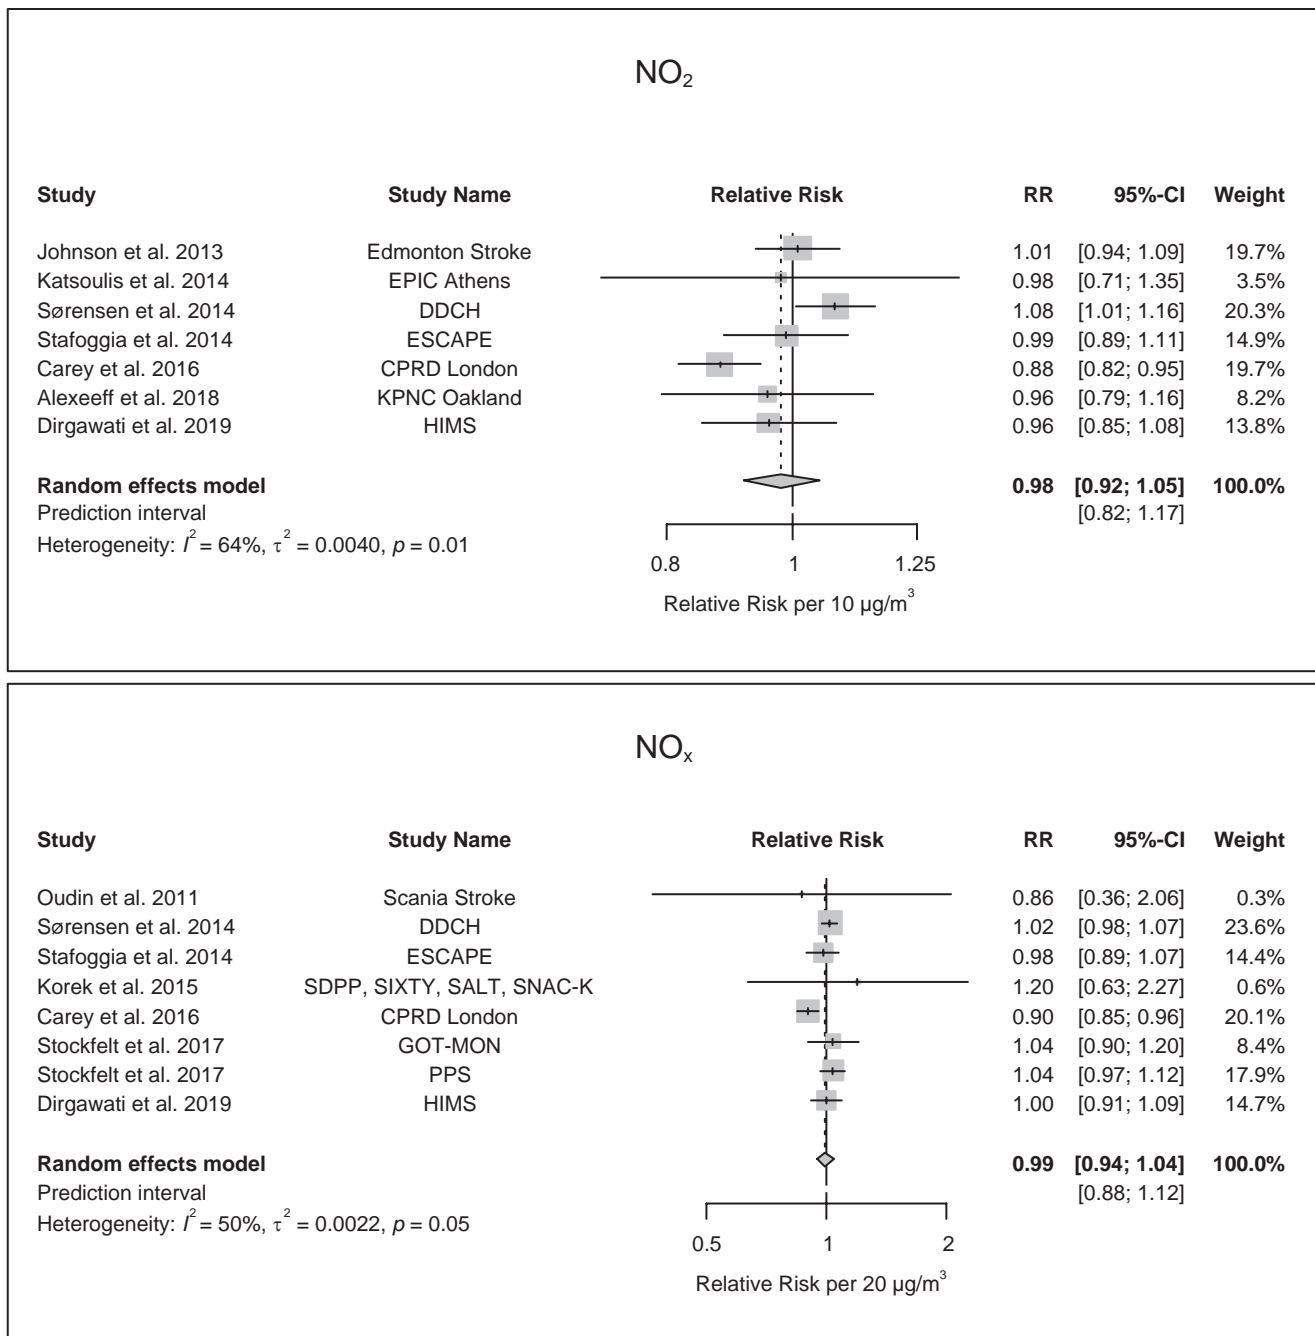 NO₂
Study Study Name Relative Risk RR 95%-CI Weight
Johnson et al. 2013 Edmonton Stroke 1.01 [0.94; 1.09] 19.7%
Katsoulis et al. 2014 EPIC Athens 0.98 [0.71; 1.35] 3.5%
Sørensen et al. 2014 DDCH 1.08 [1.01; 1.16] 20.3%
Stafoggia et al. 2014 ESCAPE 0.99 [0.89; 1.11] 14.9%
Carey et al. 2016 CPRD London 0.88 [0.82; 0.95] 19.7%
Alexeeff et al. 2018 KPNC Oakland 0.96 [0.79; 1.16] 8.2%
Dirgawati et al. 2019 HIMS 0.96 [0.85; 1.08] 13.8%
Random effects model 0.98 [0.92; 1.05] 100.0%
Prediction interval [0.82; 1.17]
Heterogeneity: I² = 64%, τ² = 0.0040, p = 0.01
0.8 1 1.25
Relative Risk per 10 µg/m³
NOₓ
Study Study Name Relative Risk RR 95%-CI Weight
Oudin et al. 2011 Scania Stroke 0.86 [0.36; 2.06] 0.3%
Sørensen et al. 2014 DDCH 1.02 [0.98; 1.07] 23.6%
Stafoggia et al. 2014 ESCAPE 0.98 [0.89; 1.07] 14.4%
Korek et al. 2015 SDPP, SIXTY, SALT, SNAC-K 1.20 [0.63; 2.27] 0.6%
Carey et al. 2016 CPRD London 0.90 [0.85; 0.96] 20.1%
Stockfelt et al. 2017 GOT-MON 1.04 [0.90; 1.20] 8.4%
Stockfelt et al. 2017 PPS 1.04 [0.97; 1.12] 17.9%
Dirgawati et al. 2019 HIMS 1.00 [0.91; 1.09] 14.7%
Random effects model 0.99 [0.94; 1.04] 100.0%
Prediction interval [0.88; 1.12]
Heterogeneity: I² = 50%, τ² = 0.0022, p = 0.05
0.5 1 2
Relative Risk per 20 µg/m³